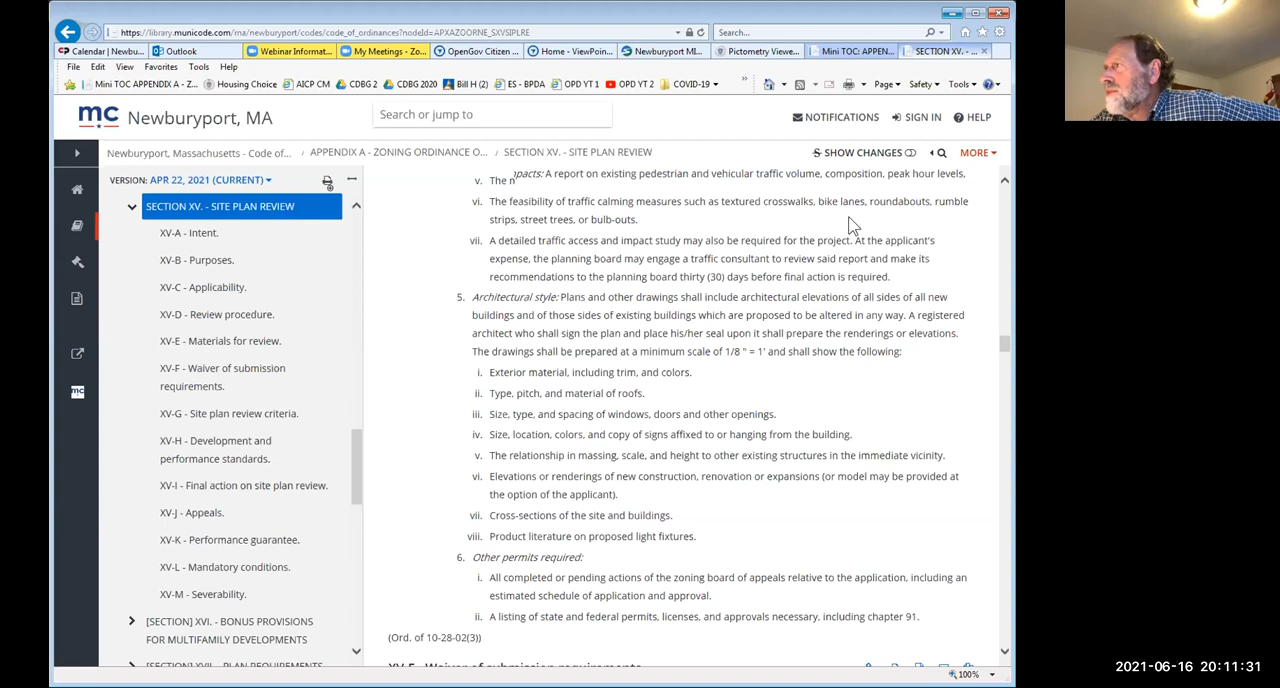 https://library.municode.com/ma/newburyport/codes/code_of_ordinances?nodeId=APXAZOORNE_SXVSIPLRE
Search...
Calendar | Newbu...
Outlook
Webinar Informat...
My Meetings - Zo...
OpenGov Citizen ...
Home - ViewPoin...
Newburyport MI...
Pictometry Viewe...
Mini TOC: APPEN...
SECTION XV. - ...
File Edit View Favorites Tools Help
Mini TOC: APPENDIX A - Z...
Housing Choice
AICP CM
CDBG 2
CDBG 2020
Bill H (2)
ES - BPDA
OPD YT 1
OPD YT 2
COVID-19
Page
Safety
Tools
mc Newburyport, MA
Search or jump to
NOTIFICATIONS
SIGN IN
HELP
Newburyport, Massachusetts - Code of... / APPENDIX A - ZONING ORDINANCE O... / SECTION XV. - SITE PLAN REVIEW
SHOW CHANGES
MORE
VERSION: APR 22, 2021 (CURRENT)
SECTION XV. - SITE PLAN REVIEW
XV-A - Intent.
XV-B - Purposes.
XV-C - Applicability.
XV-D - Review procedure.
XV-E - Materials for review.
XV-F - Waiver of submission
requirements.
XV-G - Site plan review criteria.
XV-H - Development and
performance standards.
XV-I - Final action on site plan review.
XV-J - Appeals.
XV-K - Performance guarantee.
XV-L - Mandatory conditions.
XV-M - Severability.
[SECTION] XVI. - BONUS PROVISIONS
FOR MULTIFAMILY DEVELOPMENTS
[SECTION] XVII. - PLAN REQUIREMENTS
mc
pacts: A report on existing pedestrian and vehicular traffic volume, composition, peak hour levels,
v. The n
vi. The feasibility of traffic calming measures such as textured crosswalks, bike lanes, roundabouts, rumble
strips, street trees, or bulb-outs.
vii. A detailed traffic access and impact study may also be required for the project. At the applicant's
expense, the planning board may engage a traffic consultant to review said report and make its
recommendations to the planning board thirty (30) days before final action is required.
5. Architectural style: Plans and other drawings shall include architectural elevations of all sides of all new
buildings and of those sides of existing buildings which are proposed to be altered in any way. A registered
architect who shall sign the plan and place his/her seal upon it shall prepare the renderings or elevations.
The drawings shall be prepared at a minimum scale of 1/8 " = 1' and shall show the following:
i. Exterior material, including trim, and colors.
ii. Type, pitch, and material of roofs.
iii. Size, type, and spacing of windows, doors and other openings.
iv. Size, location, colors, and copy of signs affixed to or hanging from the building.
v. The relationship in massing, scale, and height to other existing structures in the immediate vicinity.
vi. Elevations or renderings of new construction, renovation or expansions (or model may be provided at
the option of the applicant).
vii. Cross-sections of the site and buildings.
viii. Product literature on proposed light fixtures.
6. Other permits required:
i. All completed or pending actions of the zoning board of appeals relative to the application, including an
estimated schedule of application and approval.
ii. A listing of state and federal permits, licenses, and approvals necessary, including chapter 91.
(Ord. of 10-28-02(3))
XV-F - Waiver of submission requirements
100%
2021-06-16 20:11:31